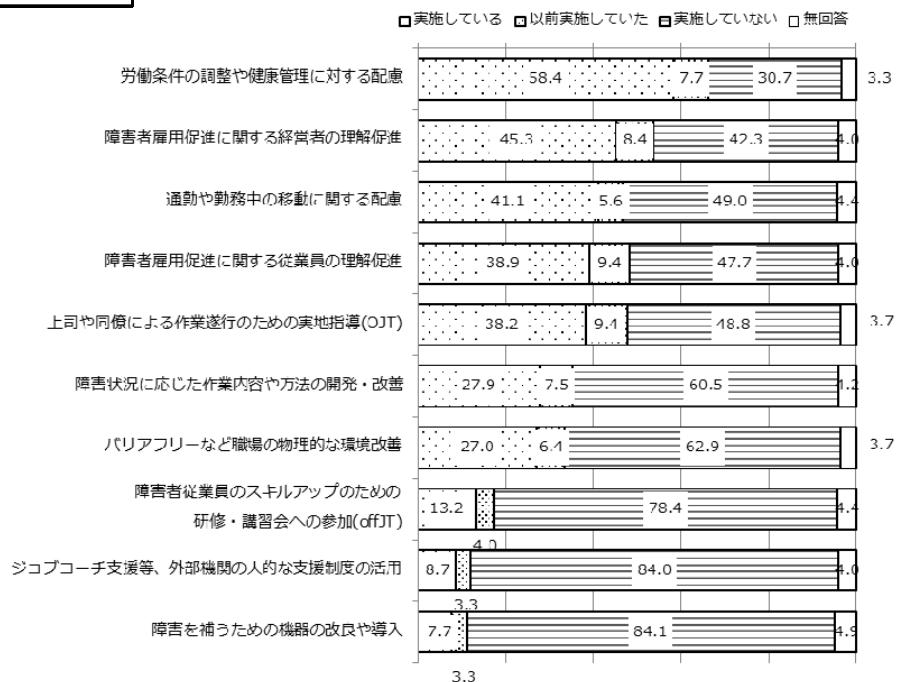 実施している 以前実施していた 実施していない 無回答
労働条件の調整や健康管理に対する配慮 58.4 7.7 30.7 3.3
障害者雇用促進に関する経営者の理解促進 45.3 8.4 42.3 4.0
通勤や勤務中の移動に関する配慮 41.1 5.6 49.0 4.4
障害者雇用促進に関する従業員の理解促進 38.9 9.4 47.7 4.0
上司や同僚による作業遂行のための実地指導(OJT) 38.2 48.8 3.7
障害状況に応じた作業内容や方法の開発・改善 27.9 7.5 60.5
バリアフリーなど職場の物理的な環境改善 27.0 62.9 3.7
障害者従業員のスキルアップのための
研修・講習会への参加(offJT) 13.2 78.4 4.4
4.0
ジョブコーチ支援等、外部機関の人的な支援制度の活用 8.7 84.0 4.0
3.3
障害を補うための機器の改良や導入 7.7 84.1 4.9
3.3